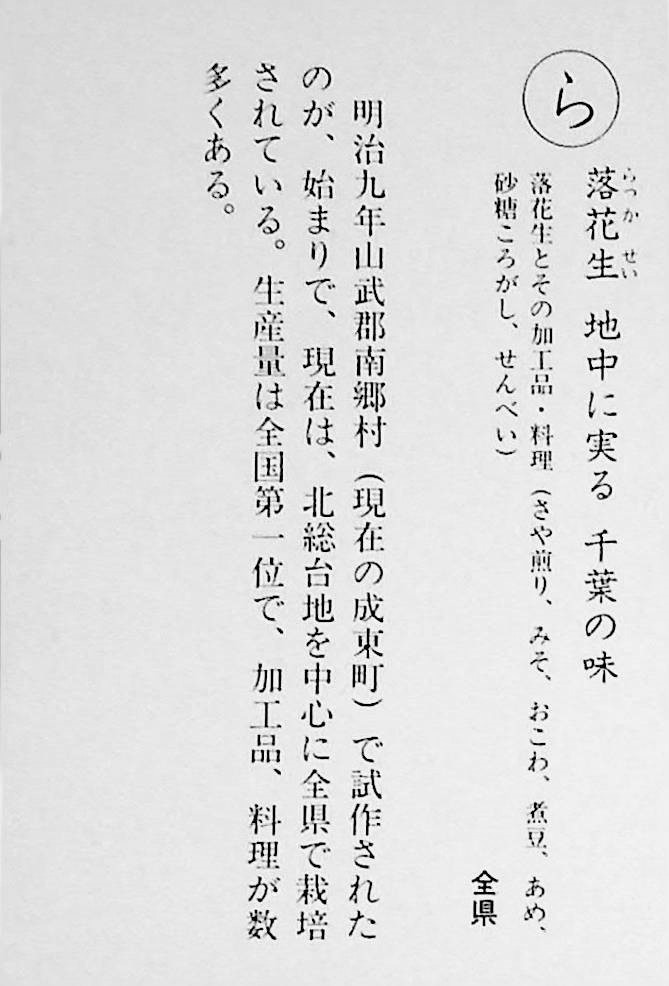 ら
落花生 地中に実る 千葉の味
らっかせい
落花生とその加工品・料理（さや煎り、みそ、おこわ、煮豆、あめ、
砂糖ころがし、せんべい）
全県
明治九年山武郡南郷村（現在の成東町）で試作された
のが、始まりで、現在は、北総台地を中心に全県で栽培
されている。生産量は全国第一位で、加工品、料理が数
多くある。